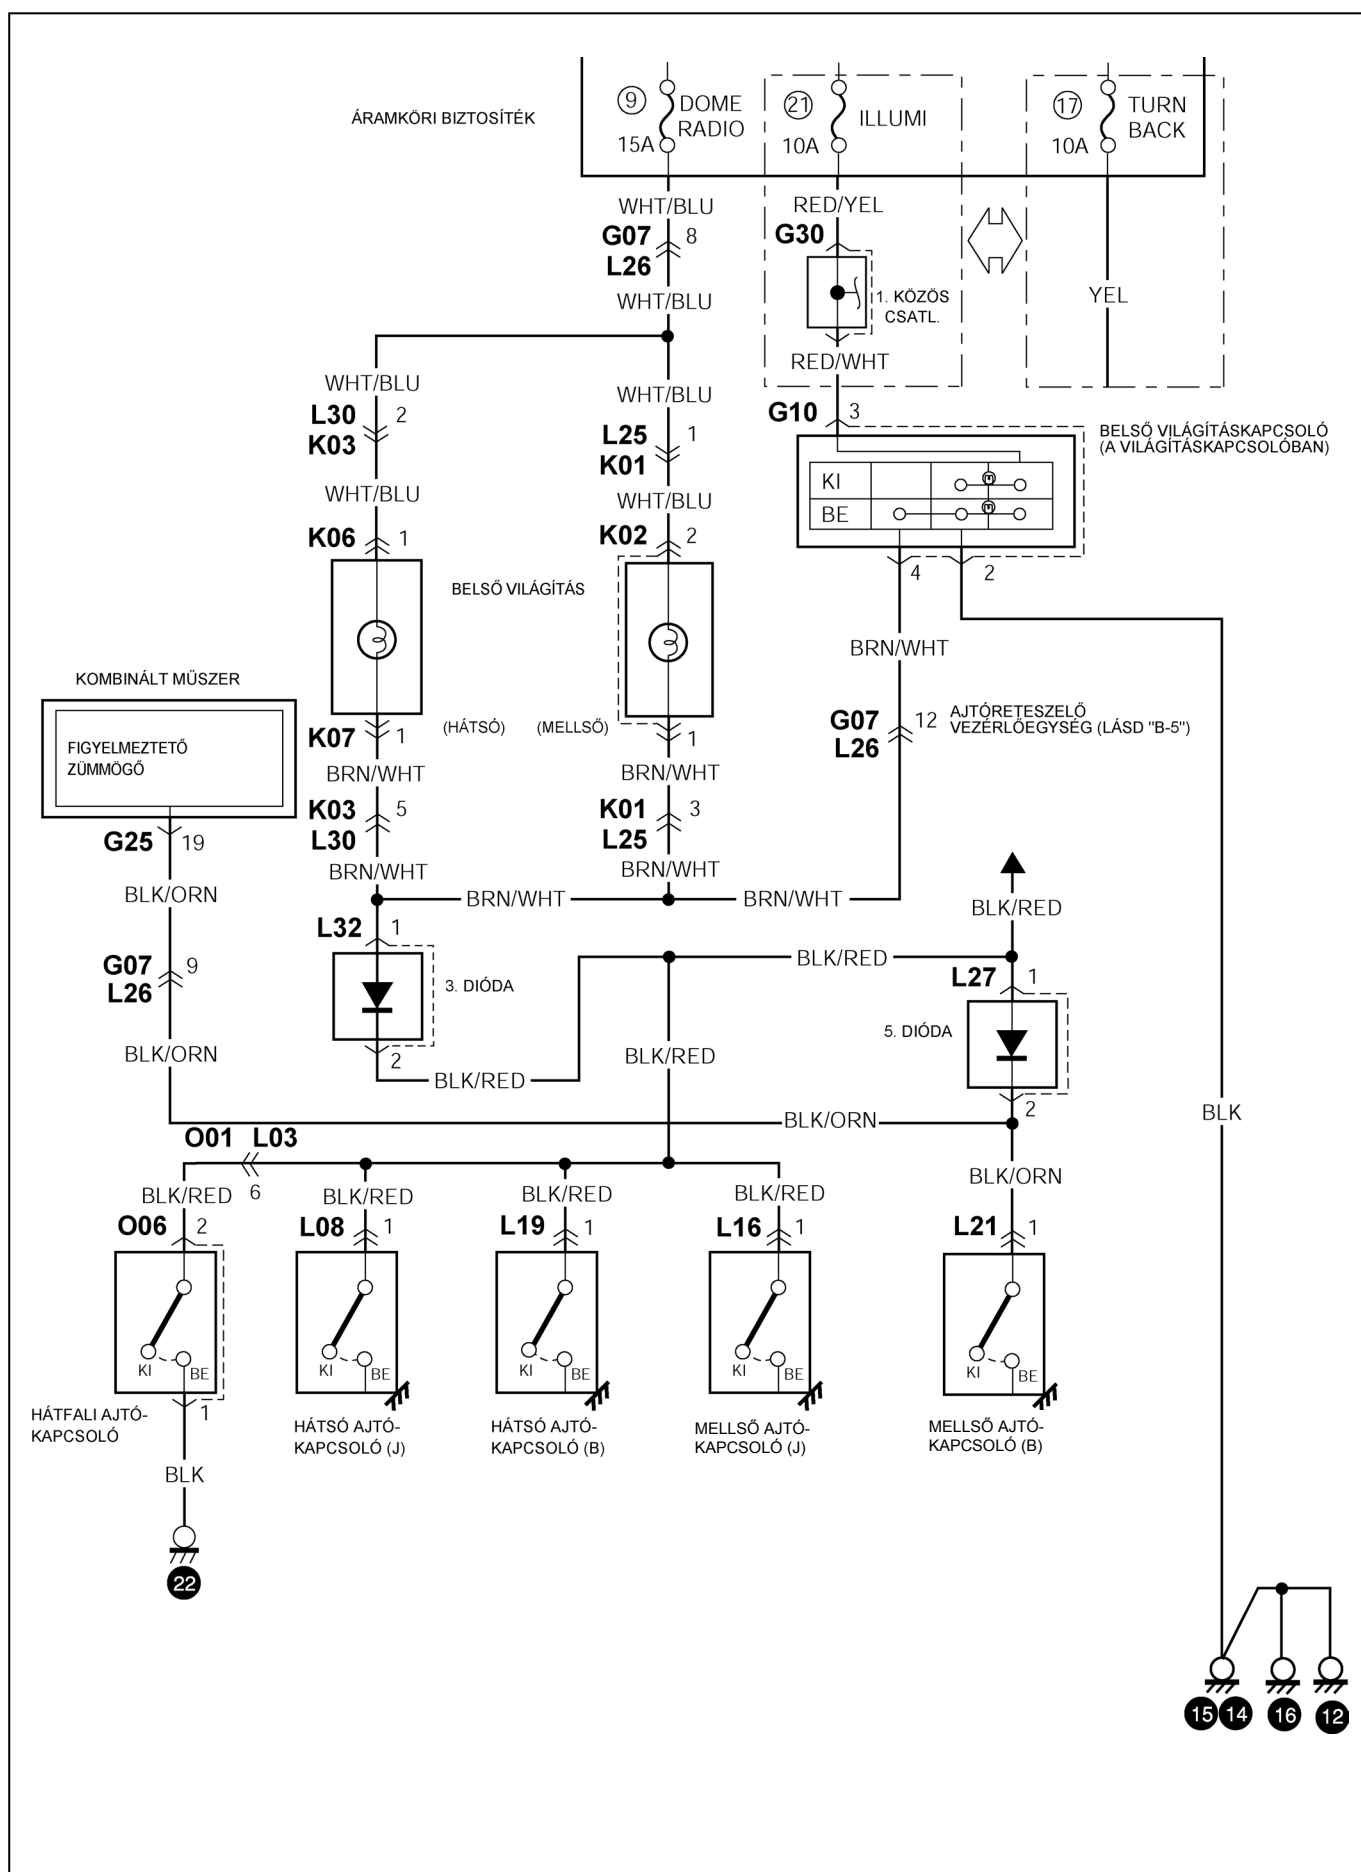 ÁRAMKÖRI BIZTOSÍTÉK
9
DOME
RADIO
15A
21
ILLUMI
10A
17
TURN
BACK
10A
WHT/BLU
G07
8
L26
WHT/BLU
RED/YEL
G30
1. KÖZÖS
CSATL.
RED/WHT
YEL
WHT/BLU
L30
2
K03
WHT/BLU
K06
1
WHT/BLU
L25
1
K01
WHT/BLU
K02
2
G10
3
BELSŐ VILÁGÍTÁSKAPCSOLÓ
(A VILÁGÍTÁSKAPCSOLÓBAN)
KI
BE
4
2
BELSŐ VILÁGÍTÁS
BRN/WHT
KOMBINÁLT MŰSZER
FIGYELMEZTETŐ
ZÜMMÖGŐ
K07
1
(HÁTSÓ)
(MELLSŐ)
1
G07
12
L26
AJTÓRETESZELŐ
VEZÉRLŐEGYSÉG (LÁSD "B-5")
BRN/WHT
BRN/WHT
K03
5
L30
K01
3
L25
G25
19
BRN/WHT
BRN/WHT
BLK/ORN
BRN/WHT
BRN/WHT
BLK/RED
L32
1
G07
9
L26
3. DIÓDA
BLK/RED
L27
1
5. DIÓDA
BLK/ORN
2
BLK/RED
BLK/RED
2
BLK/ORN
BLK
O01
L03
6
BLK/RED
BLK/RED
BLK/RED
BLK/RED
BLK/ORN
O06
2
L08
1
L19
1
L16
1
L21
1
KI
BE
KI
BE
KI
BE
KI
BE
KI
BE
1
HÁTFALI AJTÓ-
KAPCSOLÓ
HÁTSÓ AJTÓ-
KAPCSOLÓ (J)
HÁTSÓ AJTÓ-
KAPCSOLÓ (B)
MELLSŐ AJTÓ-
KAPCSOLÓ (J)
MELLSŐ AJTÓ-
KAPCSOLÓ (B)
BLK
22
15
14
16
12